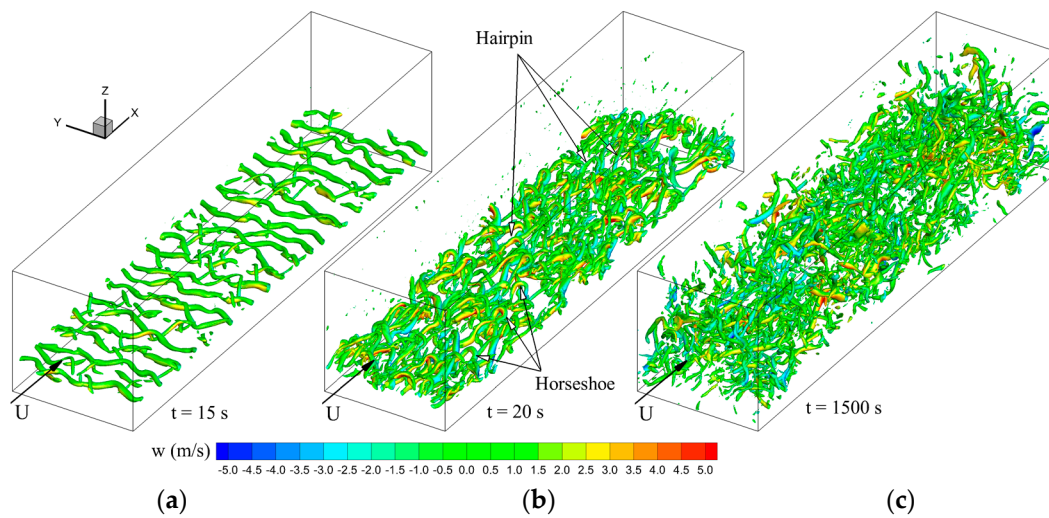 Hairpin
Z
Y
X
Horseshoe
U
t = 15 s
U
t = 20 s
U
t = 1500 s
w (m/s)
-5.0 -4.5 -4.0 -3.5 -3.0 -2.5 -2.0 -1.5 -1.0 -0.5 0.0 0.5 1.0 1.5 2.0 2.5 3.0 3.5 4.0 4.5 5.0
(a)
(b)
(c)